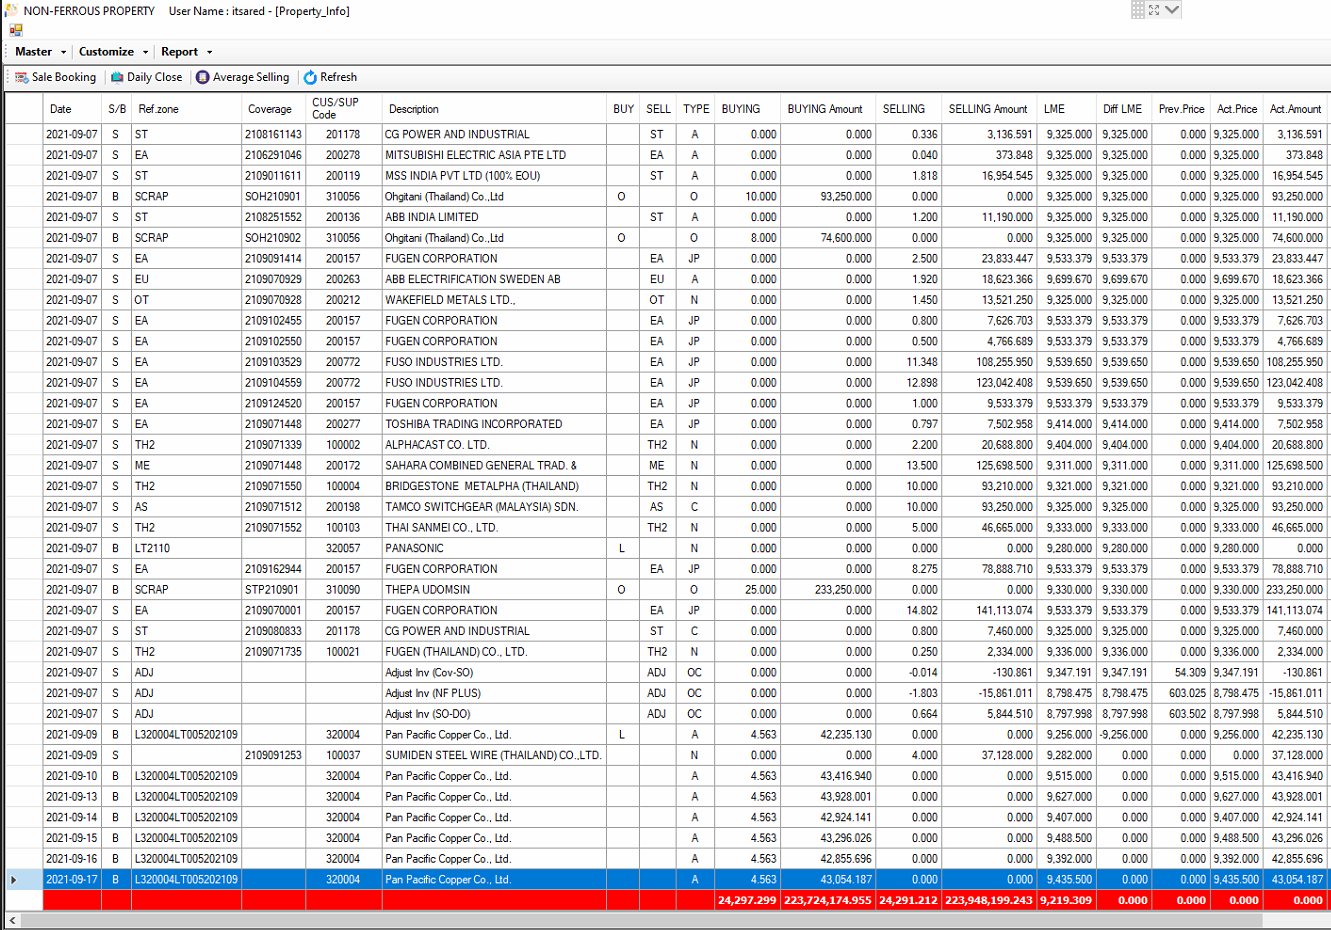 NON-FERROUS PROPERTY User Name : itsared - [Property_Info]
Master Customize Report
Sale Booking Daily Close Average Selling Refresh
Date S/B Ref.zone Coverage CUS/SUP Code Description BUY SELL TYPE BUYING BUYING Amount SELLING SELLING Amount LME Diff LME Prev.Price Act.Price Act.Amount
2021-09-07 S ST 2108161143 201178 CG POWER AND INDUSTRIAL ST A 0.000 0.000 0.336 3,136.591 9,325.000 9,325.000 0.000 9,325.000 3,136.591
2021-09-07 S EA 2106291046 200278 MITSUBISHI ELECTRIC ASIA PTE LTD EA A 0.000 0.000 0.040 373.848 9,325.000 9,325.000 0.000 9,325.000 373.848
2021-09-07 S ST 2109011611 200119 MSS INDIA PVT LTD (100% EOU) ST A 0.000 0.000 1.818 16,954.545 9,325.000 9,325.000 0.000 9,325.000 16,954.545
2021-09-07 B SCRAP SOH210901 310056 Ohgitani (Thailand) Co.,Ltd O O 10.000 93,250.000 0.000 0.000 9,325.000 9,325.000 0.000 9,325.000 93,250.000
2021-09-07 S ST 2108251552 200136 ABB INDIA LIMITED ST A 0.000 0.000 1.200 11,190.000 9,325.000 9,325.000 0.000 9,325.000 11,190.000
2021-09-07 B SCRAP SOH210902 310056 Ohgitani (Thailand) Co.,Ltd O O 8.000 74,600.000 0.000 0.000 9,325.000 9,325.000 0.000 9,325.000 74,600.000
2021-09-07 S EA 2109091414 200157 FUGEN CORPORATION EA JP 0.000 0.000 2.500 23,833.447 9,533.379 9,533.379 0.000 9,533.379 23,833.447
2021-09-07 S EU 2109070929 200263 ABB ELECTRIFICATION SWEDEN AB EU A 0.000 0.000 1.920 18,623.366 9,699.670 9,699.670 0.000 9,699.670 18,623.366
2021-09-07 S OT 2109070928 200212 WAKEFIELD METALS LTD., OT N 0.000 0.000 1.450 13,521.250 9,325.000 9,325.000 0.000 9,325.000 13,521.250
2021-09-07 S EA 2109102455 200157 FUGEN CORPORATION EA JP 0.000 0.000 0.800 7,626.703 9,533.379 9,533.379 0.000 9,533.379 7,626.703
2021-09-07 S EA 2109102550 200157 FUGEN CORPORATION EA JP 0.000 0.000 0.500 4,766.689 9,533.379 9,533.379 0.000 9,533.379 4,766.689
2021-09-07 S EA 2109103529 200772 FUSO INDUSTRIES LTD. EA JP 0.000 0.000 11.348 108,255.950 9,539.650 9,539.650 0.000 9,539.650 108,255.950
2021-09-07 S EA 2109104559 200772 FUSO INDUSTRIES LTD. EA JP 0.000 0.000 12.898 123,042.408 9,539.650 9,539.650 0.000 9,539.650 123,042.408
2021-09-07 S EA 2109124520 200157 FUGEN CORPORATION EA JP 0.000 0.000 1.000 9,533.379 9,533.379 9,533.379 0.000 9,533.379 9,533.379
2021-09-07 S EA 2109071448 200277 TOSHIBA TRADING INCORPORATED EA JP 0.000 0.000 0.797 7,502.958 9,414.000 9,414.000 0.000 9,414.000 7,502.958
2021-09-07 S TH2 2109071339 100002 ALPHACAST CO. LTD. TH2 N 0.000 0.000 2.200 20,688.800 9,404.000 9,404.000 0.000 9,404.000 20,688.800
2021-09-07 S ME 2109071448 200172 SAHARA COMBINED GENERAL TRAD. & ME N 0.000 0.000 13.500 125,698.500 9,311.000 9,311.000 0.000 9,311.000 125,698.500
2021-09-07 S TH2 2109071550 100004 BRIDGESTONE METALPHA (THAILAND) TH2 N 0.000 0.000 10.000 93,210.000 9,321.000 9,321.000 0.000 9,321.000 93,210.000
2021-09-07 S AS 2109071512 200198 TAMCO SWITCHGEAR (MALAYSIA) SDN. AS C 0.000 0.000 10.000 93,250.000 9,325.000 9,325.000 0.000 9,325.000 93,250.000
2021-09-07 S TH2 2109071552 100103 THAI SANMEI CO., LTD. TH2 N 0.000 0.000 5.000 46,665.000 9,333.000 9,333.000 0.000 9,333.000 46,665.000
2021-09-07 B LT2110 320057 PANASONIC L N 0.000 0.000 0.000 0.000 9,280.000 9,280.000 0.000 9,280.000 0.000
2021-09-07 S EA 2109162944 200157 FUGEN CORPORATION EA JP 0.000 0.000 8.275 78,888.710 9,533.379 9,533.379 0.000 9,533.379 78,888.710
2021-09-07 B SCRAP STP210901 310090 THEPA UDOMSIN O O 25.000 233,250.000 0.000 0.000 9,330.000 9,330.000 0.000 9,330.000 233,250.000
2021-09-07 S EA 2109070001 200157 FUGEN CORPORATION EA JP 0.000 0.000 14.802 141,113.074 9,533.379 9,533.379 0.000 9,533.379 141,113.074
2021-09-07 S ST 2109080833 201178 CG POWER AND INDUSTRIAL ST C 0.000 0.000 0.800 7,460.000 9,325.000 9,325.000 0.000 9,325.000 7,460.000
2021-09-07 S TH2 2109071735 100021 FUGEN (THAILAND) CO., LTD. TH2 N 0.000 0.000 0.250 2,334.000 9,336.000 9,336.000 0.000 9,336.000 2,334.000
2021-09-07 S ADJ Adjust Inv (Cov-SO) ADJ OC 0.000 0.000 -0.014 -130.861 9,347.191 9,347.191 54.309 9,347.191 -130.861
2021-09-07 S ADJ Adjust Inv (NF PLUS) ADJ OC 0.000 0.000 -1.803 -15,861.011 8,798.475 8,798.475 603.025 8,798.475 -15,861.011
2021-09-07 S ADJ Adjust Inv (SO-DO) ADJ OC 0.000 0.000 0.664 5,844.510 8,797.998 8,797.998 603.502 8,797.998 5,844.510
2021-09-09 B L320004LT005202109 320004 Pan Pacific Copper Co., Ltd. L A 4.563 42,235.130 0.000 0.000 9,256.000 -9,256.000 0.000 9,256.000 42,235.130
2021-09-09 S 2109091253 100037 SUMIDEN STEEL WIRE (THAILAND) CO.,LTD. N 0.000 0.000 4.000 37,128.000 9,282.000 0.000 0.000 0.000 37,128.000
2021-09-10 B L320004LT005202109 320004 Pan Pacific Copper Co., Ltd. A 4.563 43,416.940 0.000 0.000 9,515.000 0.000 0.000 9,515.000 43,416.940
2021-09-13 B L320004LT005202109 320004 Pan Pacific Copper Co., Ltd. A 4.563 43,928.001 0.000 0.000 9,627.000 0.000 0.000 9,627.000 43,928.001
2021-09-14 B L320004LT005202109 320004 Pan Pacific Copper Co., Ltd. A 4.563 42,924.141 0.000 0.000 9,407.000 0.000 0.000 9,407.000 42,924.141
2021-09-15 B L320004LT005202109 320004 Pan Pacific Copper Co., Ltd. A 4.563 43,296.026 0.000 0.000 9,488.500 0.000 0.000 9,488.500 43,296.026
2021-09-16 B L320004LT005202109 320004 Pan Pacific Copper Co., Ltd. A 4.563 42,855.696 0.000 0.000 9,392.000 0.000 0.000 9,392.000 42,855.696
2021-09-17 B L320004LT005202109 320004 Pan Pacific Copper Co., Ltd. A 4.563 43,054.187 0.000 0.000 9,435.500 0.000 0.000 9,435.500 43,054.187
24,297.299 223,724,174.955 24,291.212 223,948,199.243 9,219.309 0.000 0.000 0.000 0.000